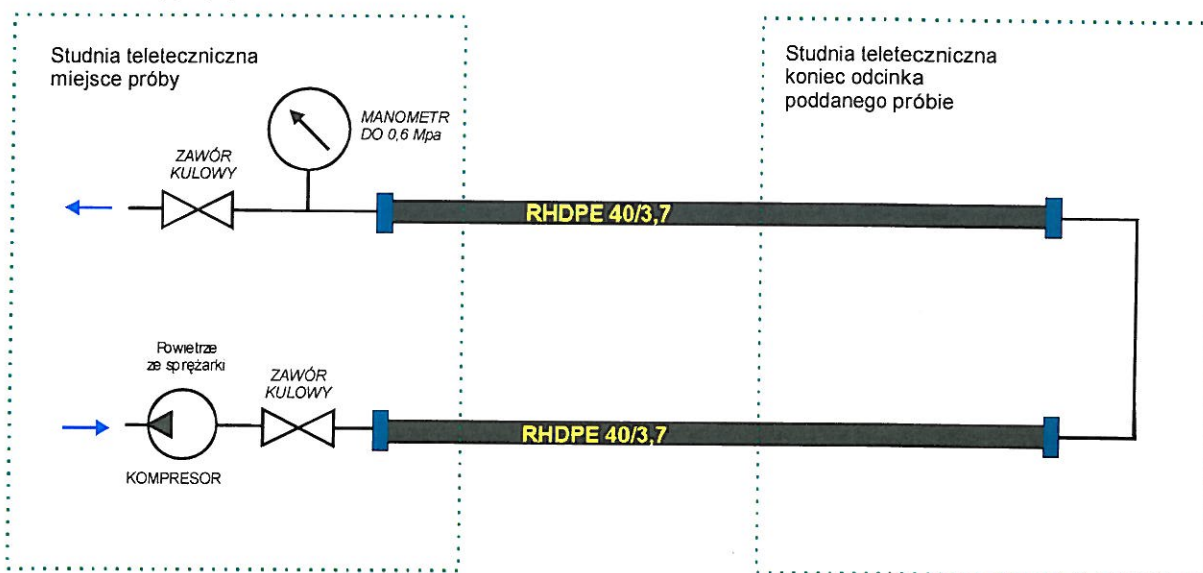 Studnia teleteczniczna
miejsce próby
Studnia teleteczniczna
koniec odcinka
poddanego próbie
MANOMETR
DO 0,6 Mpa
ZAWÓR
KULOWY
RHDPE 40/3,7
Powietrze
ze sprężarki
ZAWÓR
KULOWY
RHDPE 40/3,7
KOMPRESOR